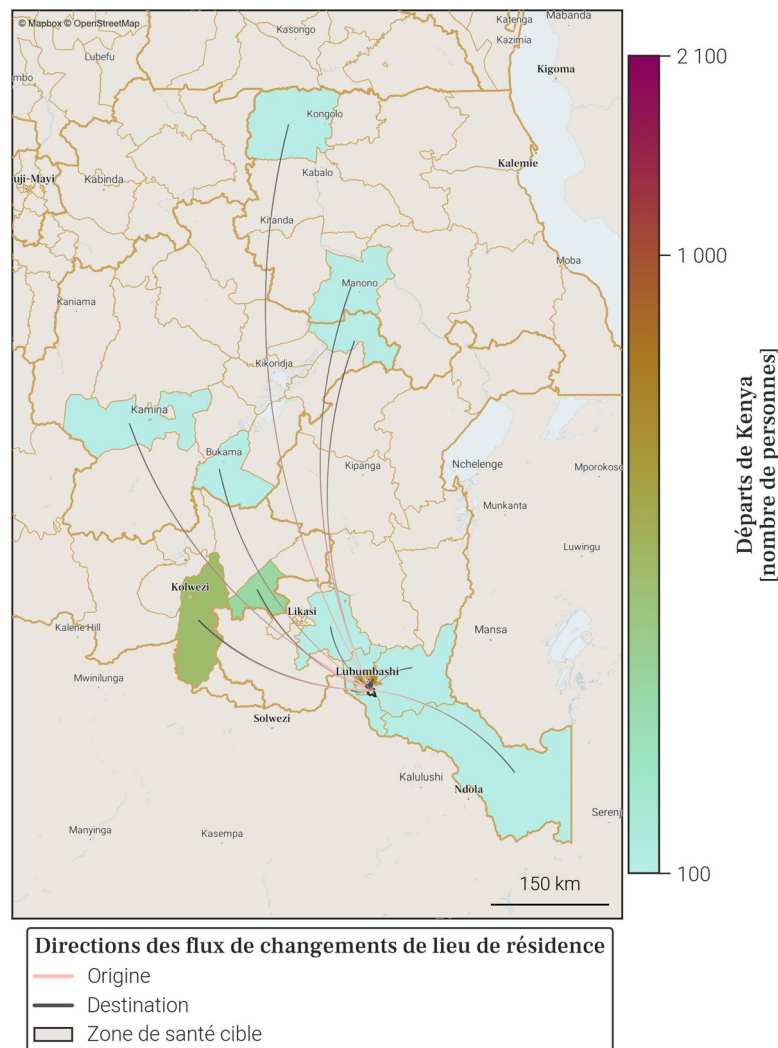 © Mapbox © OpenStreetMap
Kasongo
Katenga
Mabanda
Kazimia
Lubefu
Kigoma
Kongolo
Kalemie
Kabalo
Kabinda
Kitanda
Moba
Manono
Kaniama
Kikondja
Kamina
Bukama
Kipanga
Nchelenge
Mporokoso
Munkanta
Luwingu
Kolwezi
Likasi
Kalene Hill
Mansa
Lubumbashi
Mwinilunga
Solwezi
Kalulushi
Ndola
Manyinga
Kasempa
150 km
2 100
1 000
100
Départs de Kenya
[nombre de personnes]
Directions des flux de changements de lieu de résidence
Origine
Destination
Zone de santé cible